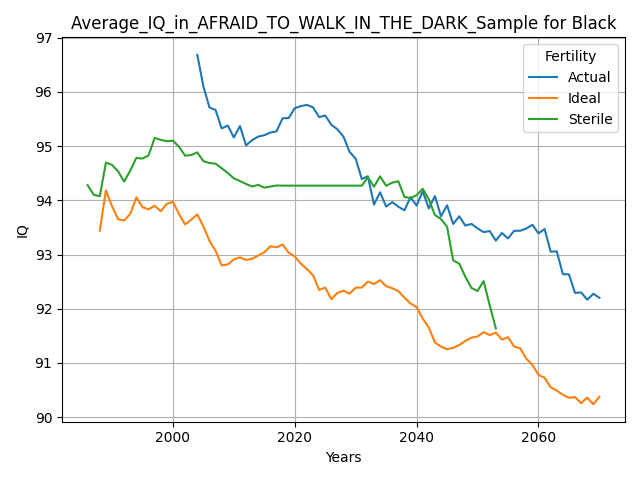 Average_IQ_in_AFRAID_TO_WALK_IN_THE_DARK_Sample for Black
Fertility
Actual
Ideal
Sterile
IQ
97
96
95
94
93
92
91
90
2000
2020
2040
2060
Years